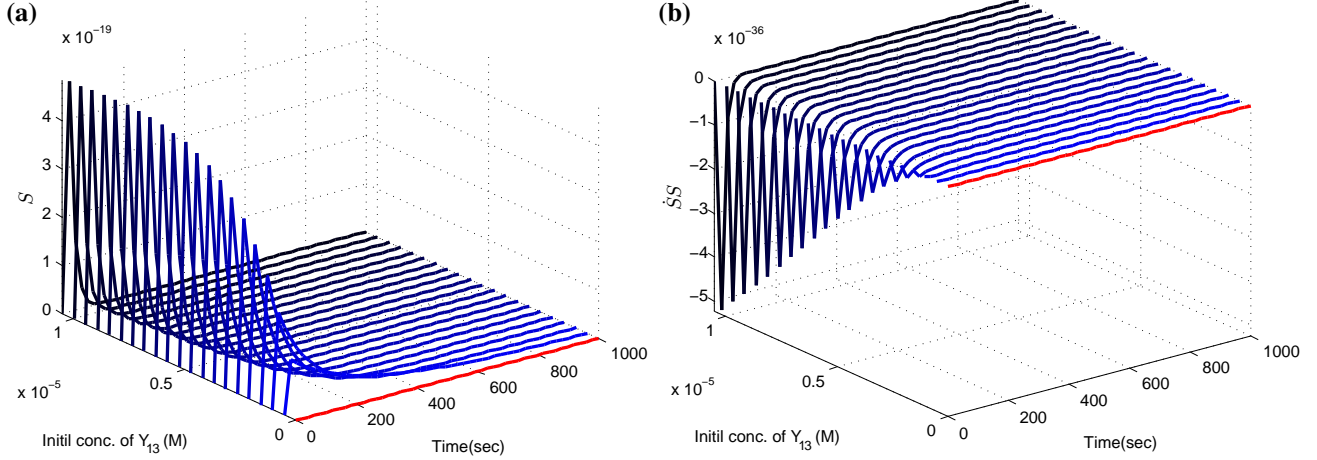 (a)
x 10⁻¹⁹
4
3
2
1
0
S
1
0.5
0
x 10⁻⁵
Initil conc. of Y₁₃ (M)
0
200
400
600
800
1000
Time(sec)
(b)
x 10⁻³⁶
0
−1
−2
−3
−4
−5
ṠS
1
0.5
0
x 10⁻⁵
Initil conc. of Y₁₃ (M)
0
200
400
600
800
1000
Time(sec)